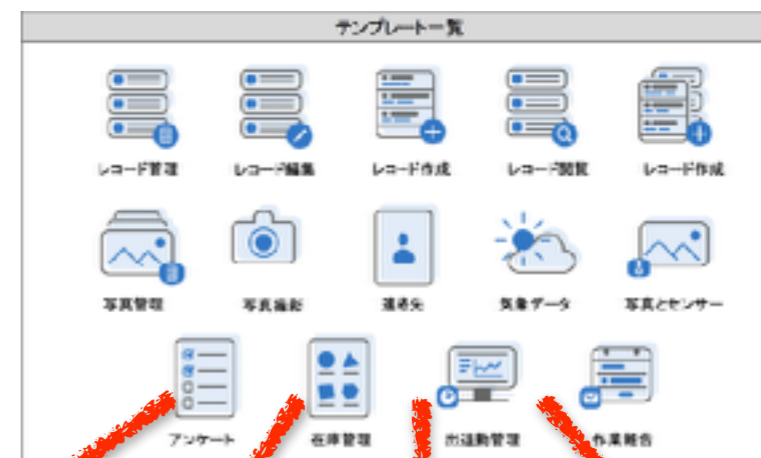 テンプレート一覧
レコード管理 レコード編集 レコード作成 レコード閲覧 レコード作成
写真管理 写真撮影 連絡先 気象データ 写真とセンサー
アンケート 在庫管理 出退勤管理 作業報告